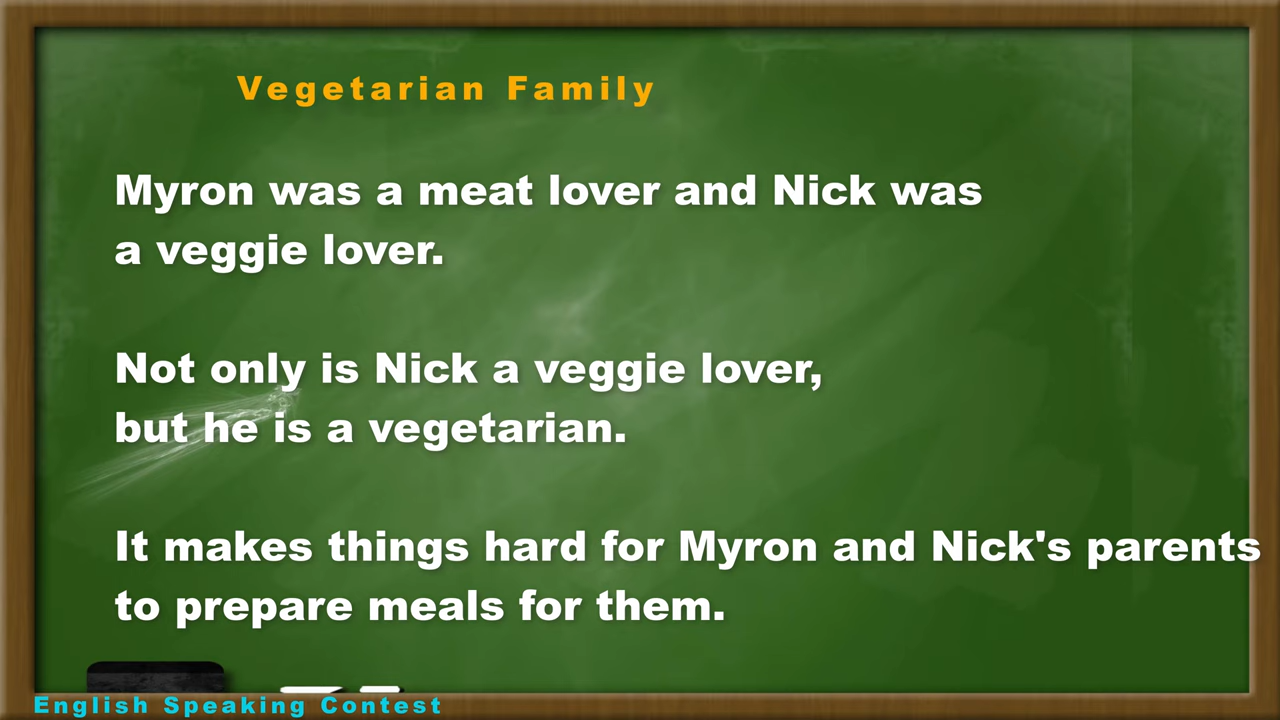 Vegetarian Family
Myron was a meat lover and Nick was
a veggie lover.
Not only is Nick a veggie lover,
but he is a vegetarian.
It makes things hard for Myron and Nick's parents
to prepare meals for them.
English Speaking Contest